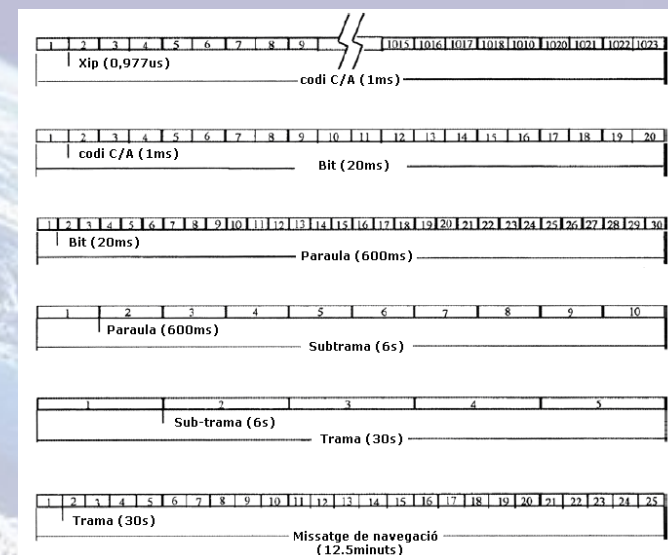 1 2 3 4 5 6 7 8 9 1015 1016 1017 1018 1010 1020 1021 1022 1023
Xip (0,977us)
codi C/A (1ms)
1 2 3 4 5 6 7 8 9 10 11 12 13 14 15 16 17 18 19 20
codi C/A (1ms)
Bit (20ms)
1 2 3 4 5 6 7 8 9 10 11 12 13 14 15 16 17 18 19 20 21 22 23 24 25 26 27 28 29 30
Bit (20ms)
Paraula (600ms)
1 2 3 4 5 6 7 8 9 10
Paraula (600ms)
Subtrama (6s)
1 2 3 4 5
Sub-trama (6s)
Trama (30s)
1 2 3 4 5 6 7 8 9 10 11 12 13 14 15 16 17 18 19 20 21 22 23 24 25
Trama (30s)
Missatge de navegació
(12.5minuts)